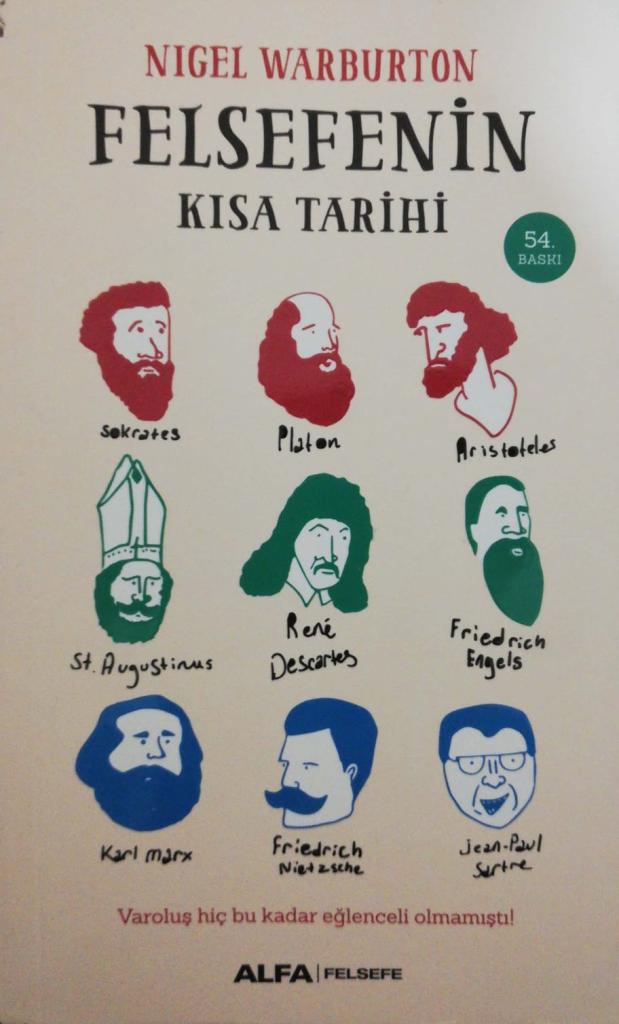 NIGEL WARBURTON
FELSEFENİN
KISA TARİHİ
54.
BASKI
Sokrates
Platon
Aristoteles
St. Augustinus
René
Descartes
Friedrich
Engels
Karl Marx
Friedrich
Nietzsche
Jean-Paul
Sartre
Varoluş hiç bu kadar eğlenceli olmamıştı!
ALFA | FELSEFE